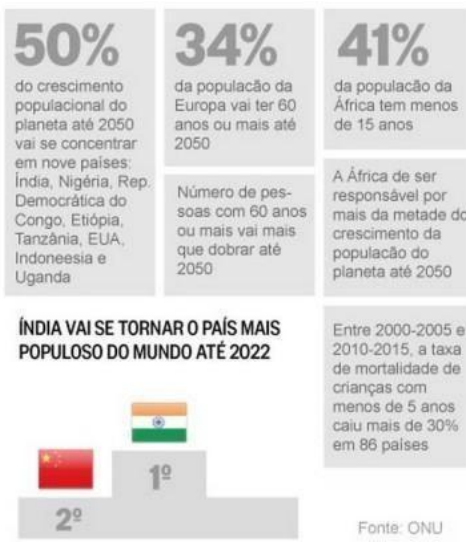 50%
do crescimento
populacional do
planeta até 2050
vai se concentrar
em nove países:
Índia, Nigéria, Rep.
Democrática do
Congo, Etiópia,
Tanzânia, EUA,
Indoneesia e
Uganda
34%
da populacão da
Europa vai ter 60
anos ou mais até
2050
Número de pes-
soas com 60 anos
ou mais vai mais
que dobrar até
2050
41%
da populacão da
África tem menos
de 15 anos
A África de ser
responsável por
mais da metade do
crescimento da
populacão do
planeta até 2050
Entre 2000-2005 e
2010-2015, a taxa
de mortalidade de
crianças com
menos de 5 anos
caiu mais de 30%
em 86 países
ÍNDIA VAI SE TORNAR O PAÍS MAIS
POPULOSO DO MUNDO ATÉ 2022
1º
2º
Fonte: ONU